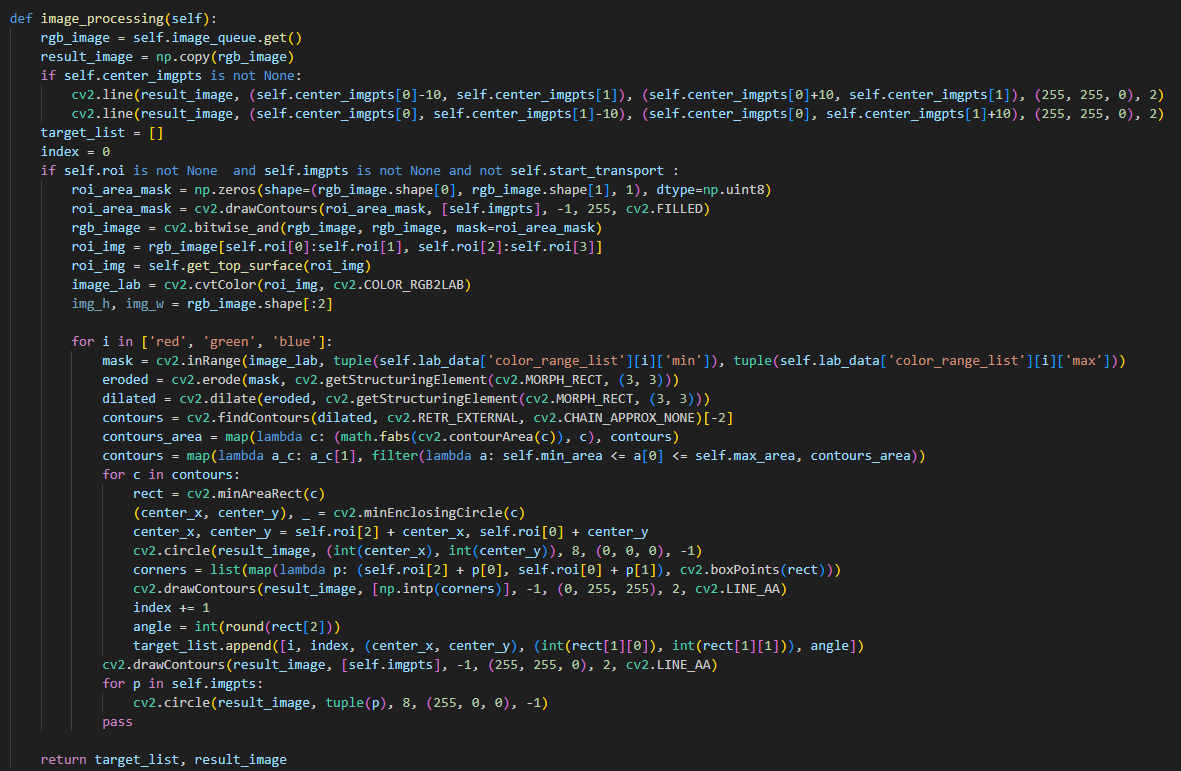 def image_processing(self):
    rgb_image = self.image_queue.get()
    result_image = np.copy(rgb_image)
    if self.center_imgpts is not None:
        cv2.line(result_image, (self.center_imgpts[0]-10, self.center_imgpts[1]), (self.center_imgpts[0]+10, self.center_imgpts[1]), (255, 255, 0), 2)
        cv2.line(result_image, (self.center_imgpts[0], self.center_imgpts[1]-10), (self.center_imgpts[0], self.center_imgpts[1]+10), (255, 255, 0), 2)
    target_list = []
    index = 0
    if self.roi is not None  and self.imgpts is not None and not self.start_transport :
        roi_area_mask = np.zeros(shape=(rgb_image.shape[0], rgb_image.shape[1], 1), dtype=np.uint8)
        roi_area_mask = cv2.drawContours(roi_area_mask, [self.imgpts], -1, 255, cv2.FILLED)
        rgb_image = cv2.bitwise_and(rgb_image, rgb_image, mask=roi_area_mask)
        roi_img = rgb_image[self.roi[0]:self.roi[1], self.roi[2]:self.roi[3]]
        roi_img = self.get_top_surface(roi_img)
        image_lab = cv2.cvtColor(roi_img, cv2.COLOR_RGB2LAB)
        img_h, img_w = rgb_image.shape[:2]

        for i in ['red', 'green', 'blue']:
            mask = cv2.inRange(image_lab, tuple(self.lab_data['color_range_list'][i]['min']), tuple(self.lab_data['color_range_list'][i]['max']))
            eroded = cv2.erode(mask, cv2.getStructuringElement(cv2.MORPH_RECT, (3, 3)))
            dilated = cv2.dilate(eroded, cv2.getStructuringElement(cv2.MORPH_RECT, (3, 3)))
            contours = cv2.findContours(dilated, cv2.RETR_EXTERNAL, cv2.CHAIN_APPROX_NONE)[-2]
            contours_area = map(lambda c: (math.fabs(cv2.contourArea(c)), c), contours)
            contours = map(lambda a_c: a_c[1], filter(lambda a: self.min_area <= a[0] <= self.max_area, contours_area))
            for c in contours:
                rect = cv2.minAreaRect(c)
                (center_x, center_y), _ = cv2.minEnclosingCircle(c)
                center_x, center_y = self.roi[2] + center_x, self.roi[0] + center_y
                cv2.circle(result_image, (int(center_x), int(center_y)), 8, (0, 0, 0), -1)
                corners = list(map(lambda p: (self.roi[2] + p[0], self.roi[0] + p[1]), cv2.boxPoints(rect)))
                cv2.drawContours(result_image, [np.intp(corners)], -1, (0, 255, 255), 2, cv2.LINE_AA)
                index += 1
                angle = int(round(rect[2]))
                target_list.append([i, index, (center_x, center_y), (int(rect[1][0]), int(rect[1][1])), angle])
            cv2.drawContours(result_image, [self.imgpts], -1, (255, 255, 0), 2, cv2.LINE_AA)
            for p in self.imgpts:
                cv2.circle(result_image, tuple(p), 8, (255, 0, 0), -1)
            pass

    return target_list, result_image